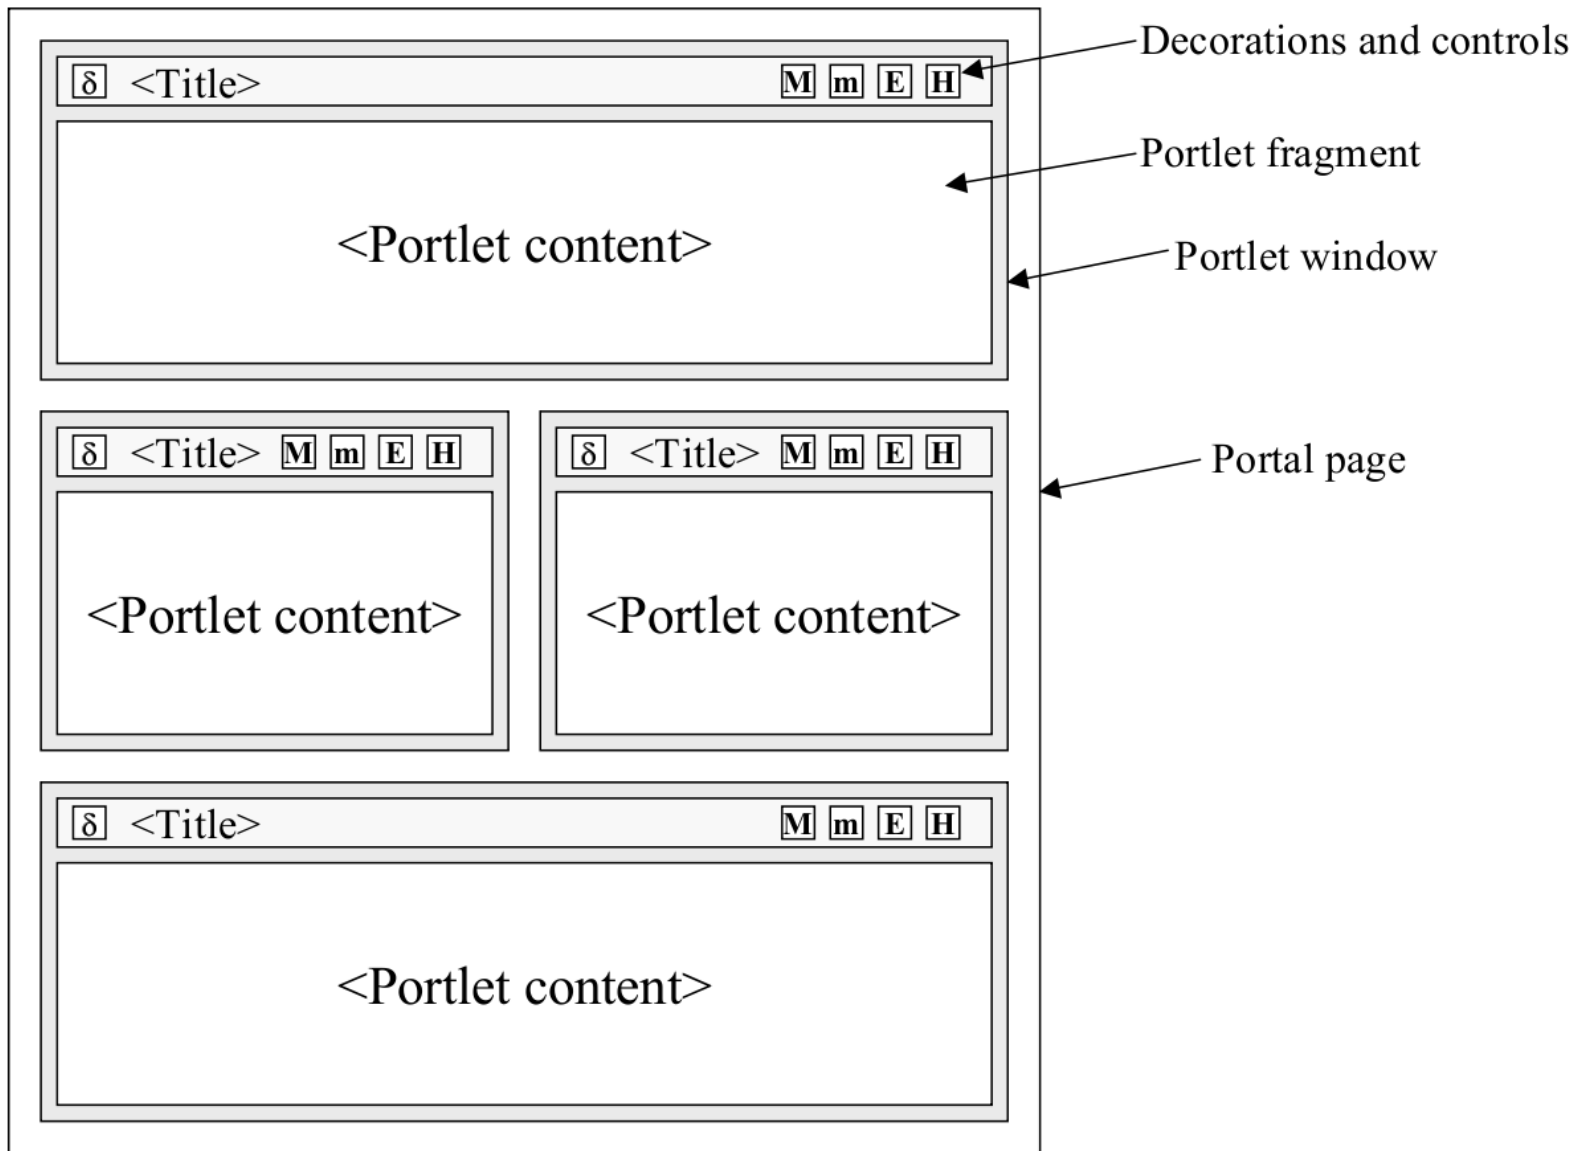 δ <Title> M m E H
Decorations and controls
<Portlet content>
Portlet fragment
Portlet window
δ <Title> M m E H
<Portlet content>
δ <Title> M m E H
<Portlet content>
Portal page
δ <Title> M m E H
<Portlet content>